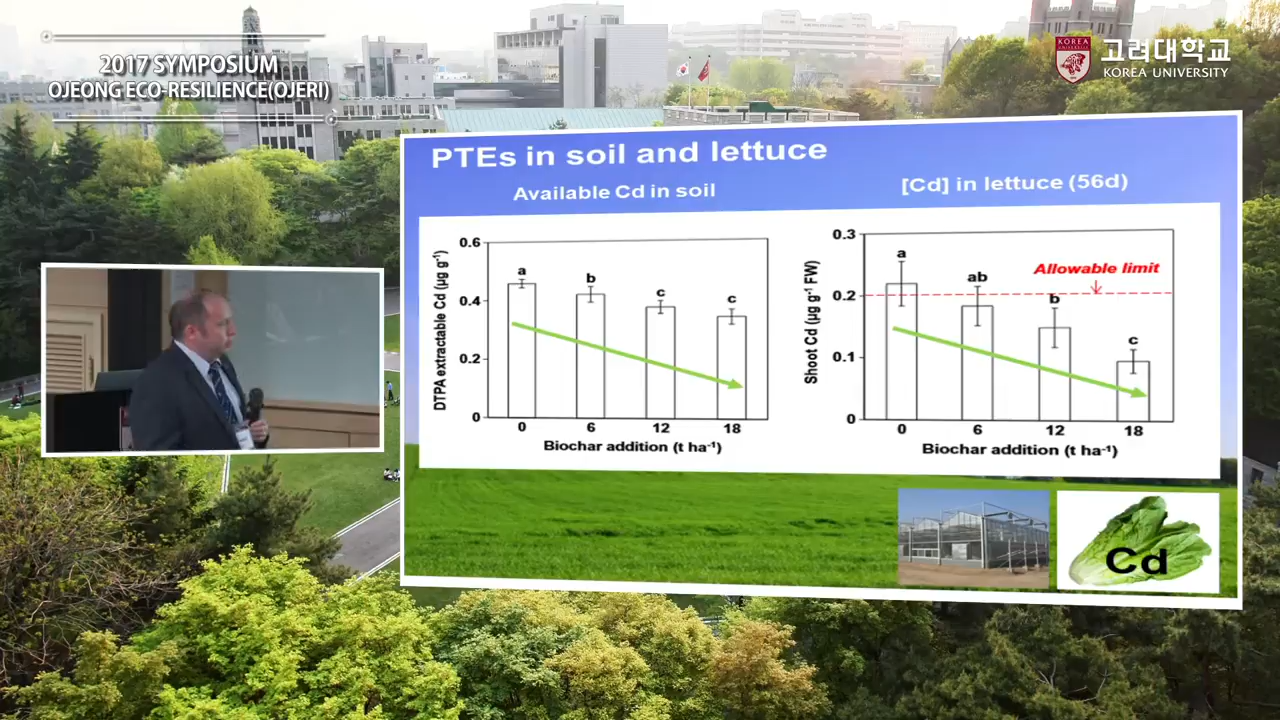 2017 SYMPOSIUM
OJEONG ECO-RESILIENCE(OJERI)
KOREA
UNIVERSITY
고려대학교
KOREA UNIVERSITY
PTEs in soil and lettuce
Available Cd in soil
[Cd] in lettuce (56d)
DTPA extractable Cd (µg g⁻¹)
0.6
0.4
0.2
0
a
b
c
c
0
6
12
18
Biochar addition (t ha⁻¹)
Shoot Cd (µg g⁻¹ FW)
0.3
0.2
0.1
0
a
ab
b
c
Allowable limit
0
6
12
18
Biochar addition (t ha⁻¹)
Cd